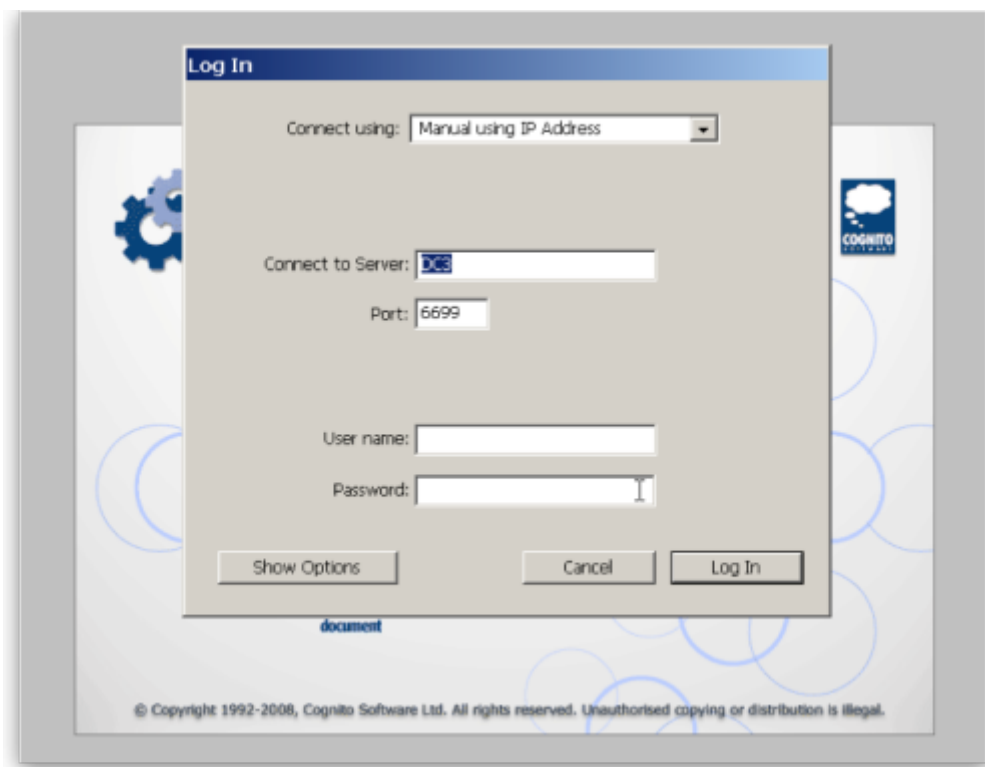 Log In
Connect using: Manual using IP Address
COGNITO
SOFTWARE
Connect to Server: DC3
Port: 6699
User name:
Password:
Show Options Cancel Log In
document
© Copyright 1992-2008, Cognito Software Ltd. All rights reserved. Unauthorised copying or distribution is illegal.